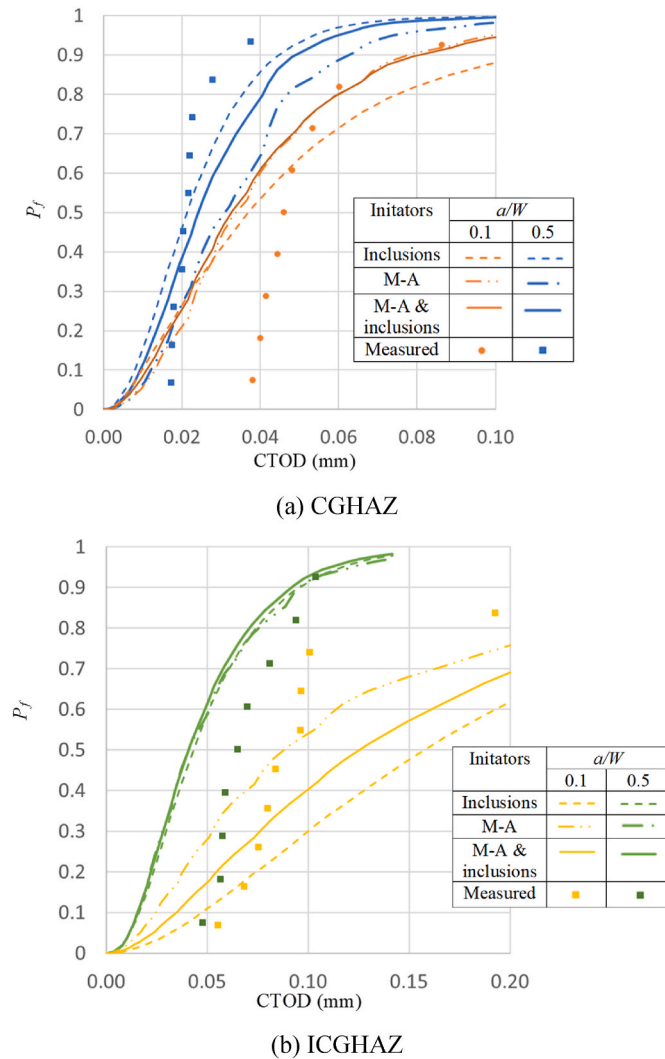 1
0.9
0.8
0.7
0.6
0.5
0.4
0.3
0.2
0.1
0
P_f
0.00 0.02 0.04 0.06 0.08 0.10
CTOD (mm)
Initators a/W
0.1 0.5
Inclusions
M-A
M-A &
inclusions
Measured
(a) CGHAZ
1
0.9
0.8
0.7
0.6
0.5
0.4
0.3
0.2
0.1
0
P_f
0.00 0.05 0.10 0.15 0.20
CTOD (mm)
Initators a/W
0.1 0.5
Inclusions
M-A
M-A &
inclusions
Measured
(b) ICGHAZ